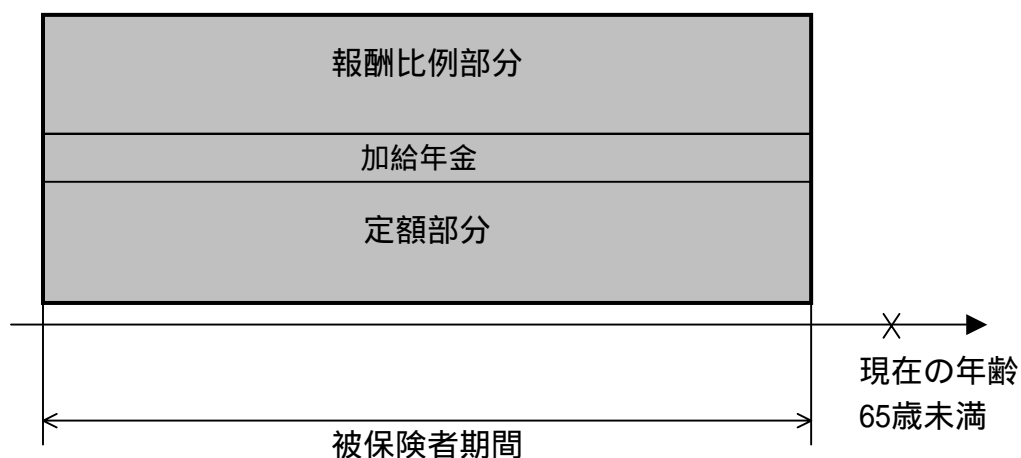 報酬比例部分
加給年金
定額部分
現在の年齢
65歳未満
被保険者期間